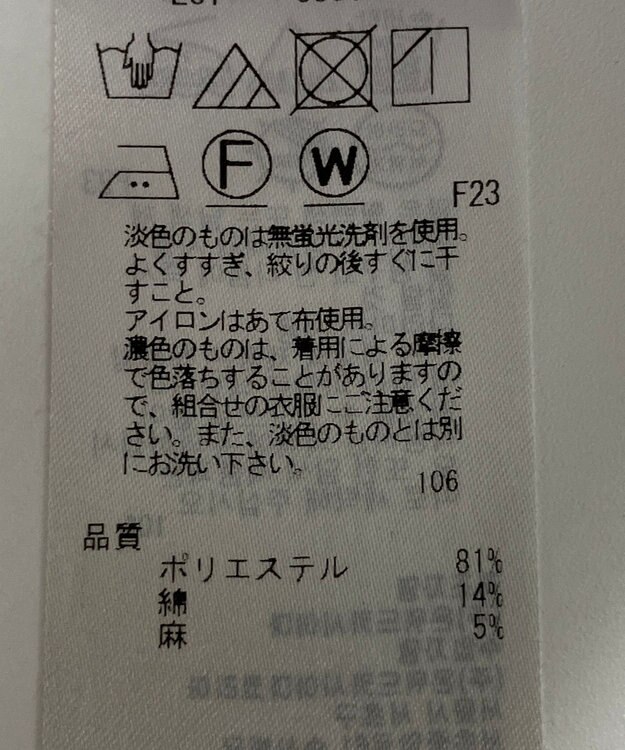 F W
F23
淡色のものは無蛍光洗剤を使用。
よくすすぎ、絞りの後すぐに干
すこと。
アイロンはあて布使用。
濃色のものは、着用による摩擦
で色落ちすることがありますの
で、組合せの衣服にご注意くだ
さい。また、淡色のものとは別
にお洗い下さい。
106
品質
ポリエステル 81%
綿 14%
麻 5%